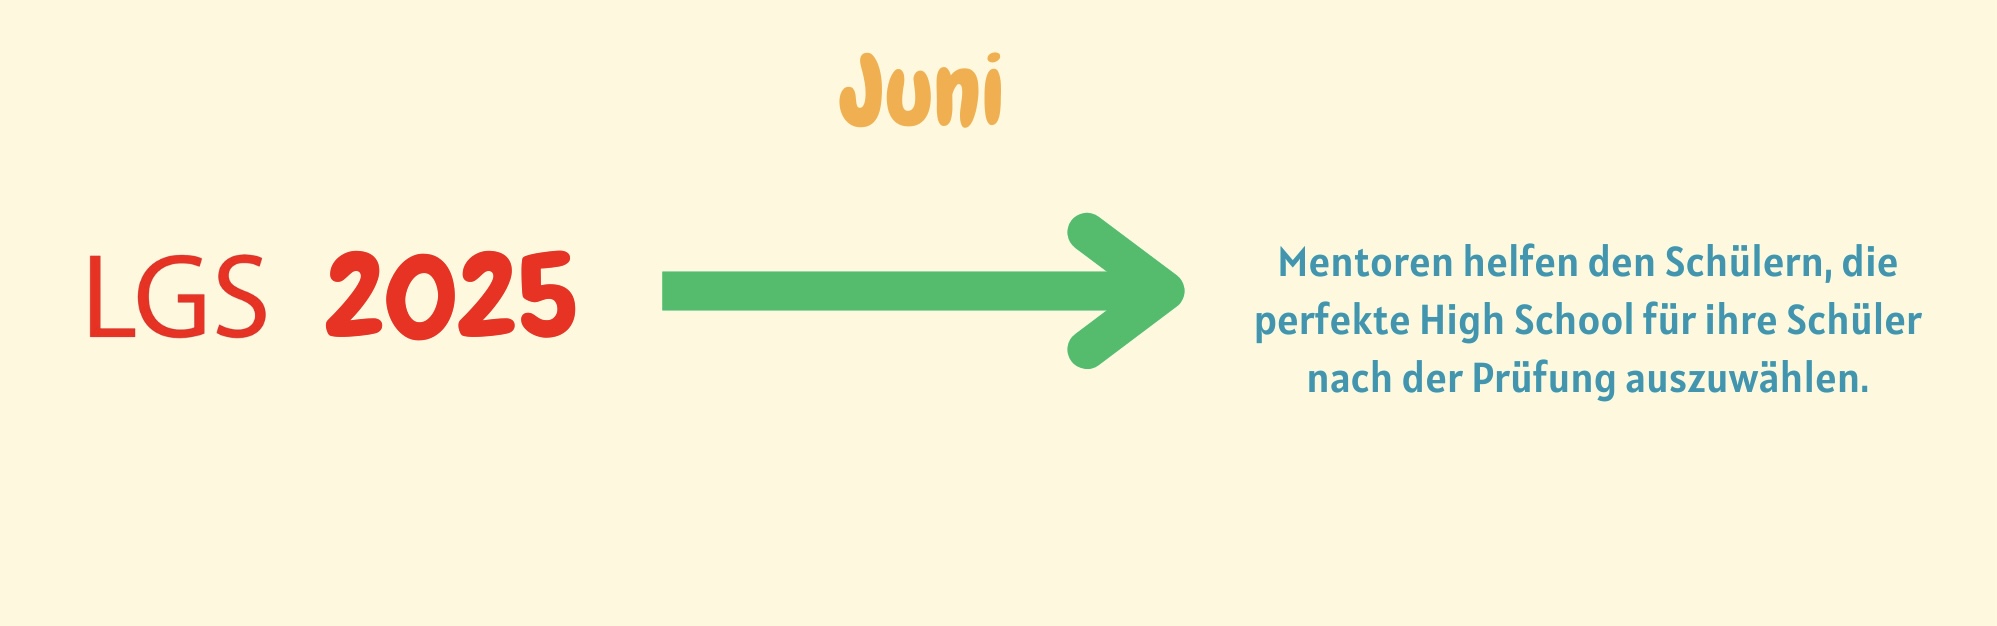 Juni
LGS 2025
Mentoren helfen den Schülern, die
perfekte High School für ihre Schüler
nach der Prüfung auszuwählen.